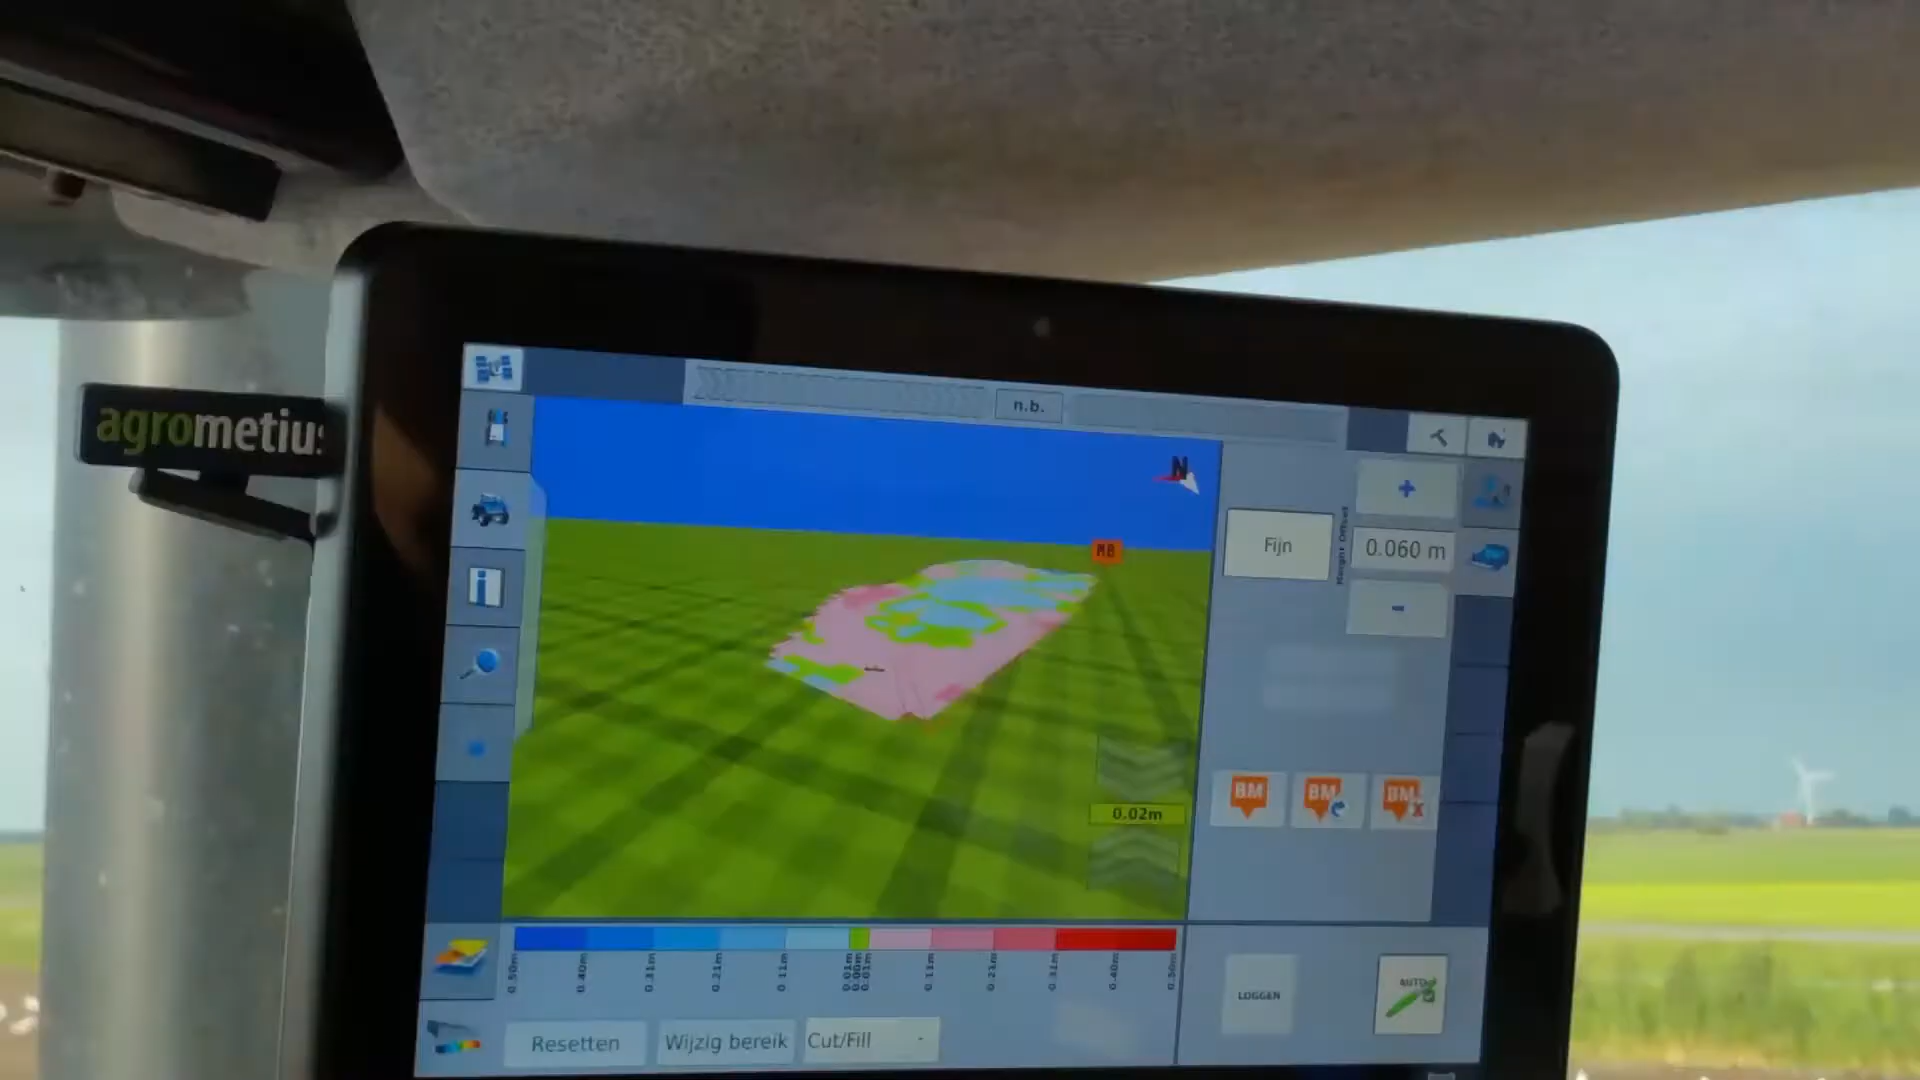 agrometius
n.b.
N
MB
Fijn
+
0.060 m
Height Offset
-
BM
BM
BM x
0.02m
0.50m 0.40m 0.31m 0.21m 0.11m 0.01m 0.00m 0.01m 0.11m 0.21m 0.31m 0.40m 0.50m
LOGGEN
AUTO
Resetten
Wijzig bereik
Cut/Fill